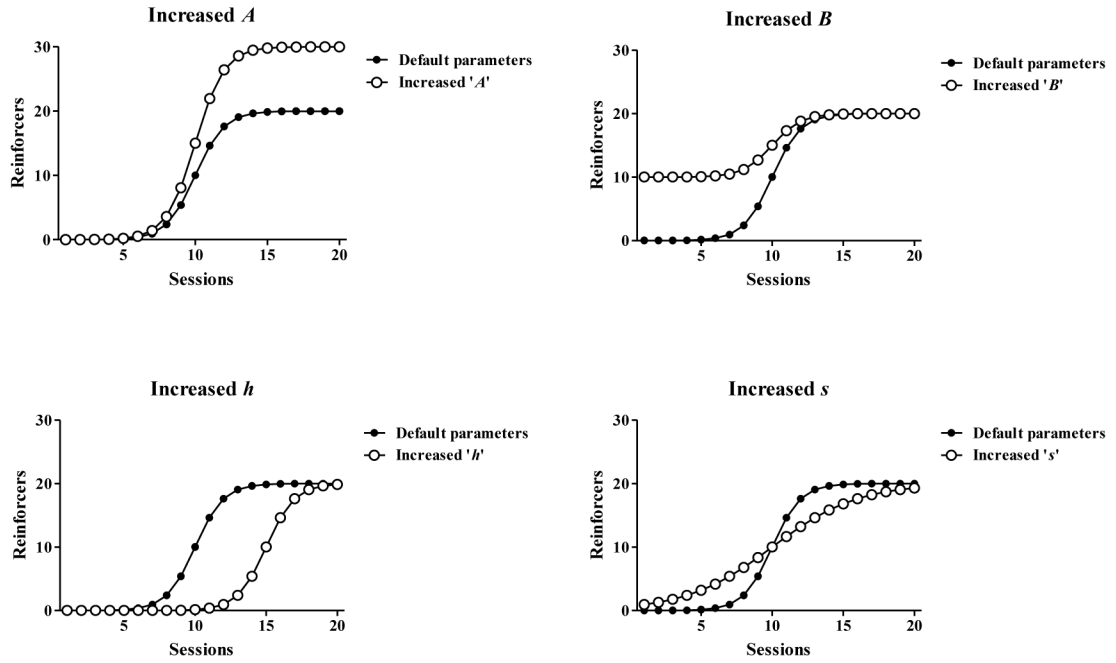 Increased A
Increased B
30
20
10
0
Reinforcers
5
10
15
20
Sessions
Default parameters
Increased 'A'
30
20
10
0
Reinforcers
5
10
15
20
Sessions
Default parameters
Increased 'B'
Increased h
Increased s
30
20
10
0
Reinforcers
5
10
15
20
Sessions
Default parameters
Increased 'h'
30
20
10
0
Reinforcers
5
10
15
20
Sessions
Default parameters
Increased 's'